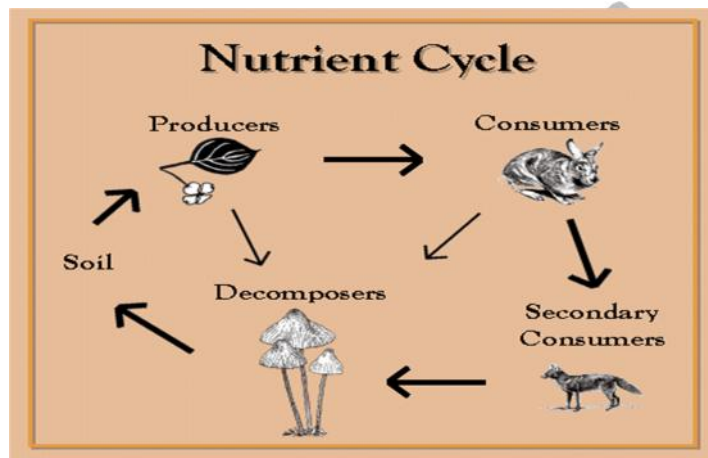 Nutrient Cycle
Producers
Consumers
Soil
Decomposers
Secondary
Consumers